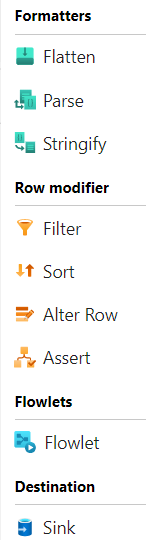 Formatters
Flatten
Parse
Stringify
Row modifier
Filter
Sort
Alter Row
Assert
Flowlets
Flowlet
Destination
Sink